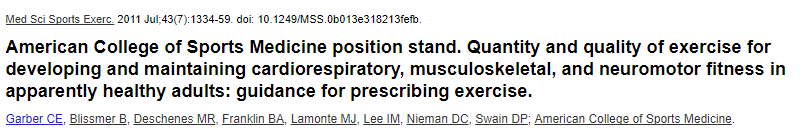 Med Sci Sports Exerc. 2011 Jul;43(7):1334-59. doi: 10.1249/MSS.0b013e318213fefb.
American College of Sports Medicine position stand. Quantity and quality of exercise for
developing and maintaining cardiorespiratory, musculoskeletal, and neuromotor fitness in
apparently healthy adults: guidance for prescribing exercise.
Garber CE, Blissmer B, Deschenes MR, Franklin BA, Lamonte MJ, Lee IM, Nieman DC, Swain DP; American College of Sports Medicine.